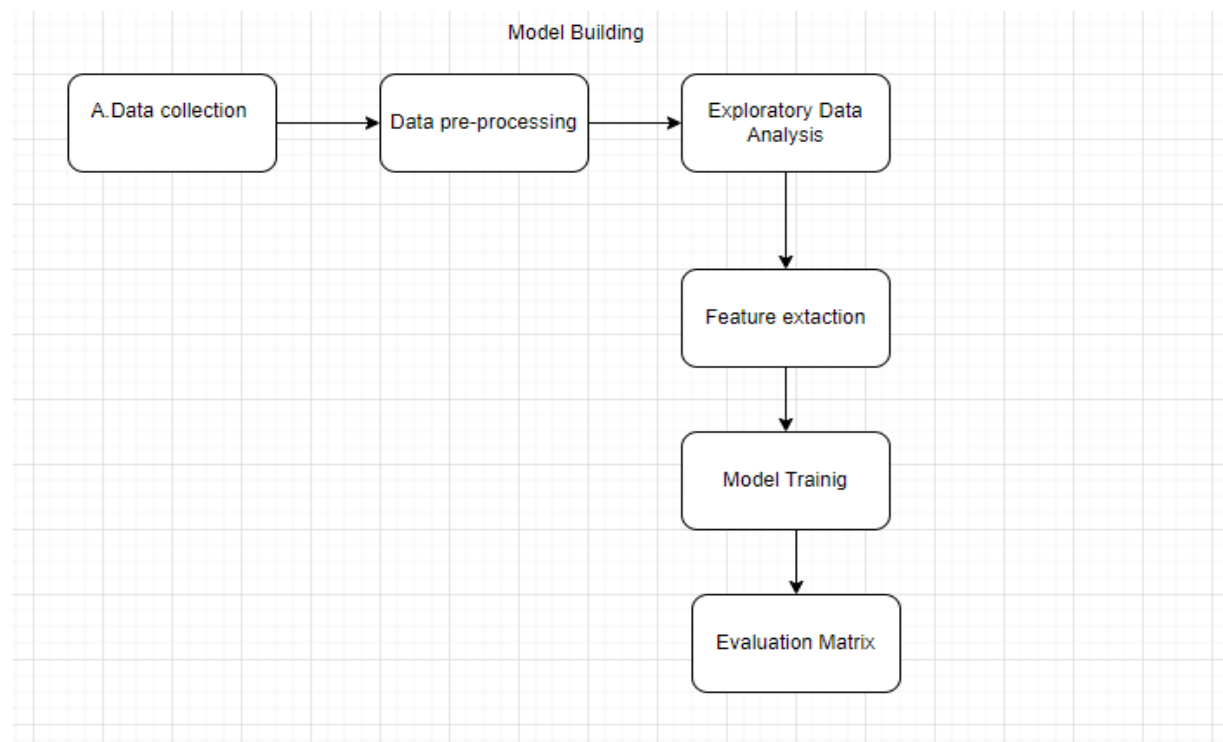 Model Building
A.Data collection
Data pre-processing
Exploratory Data
Analysis
Feature extaction
Model Trainig
Evaluation Matrix